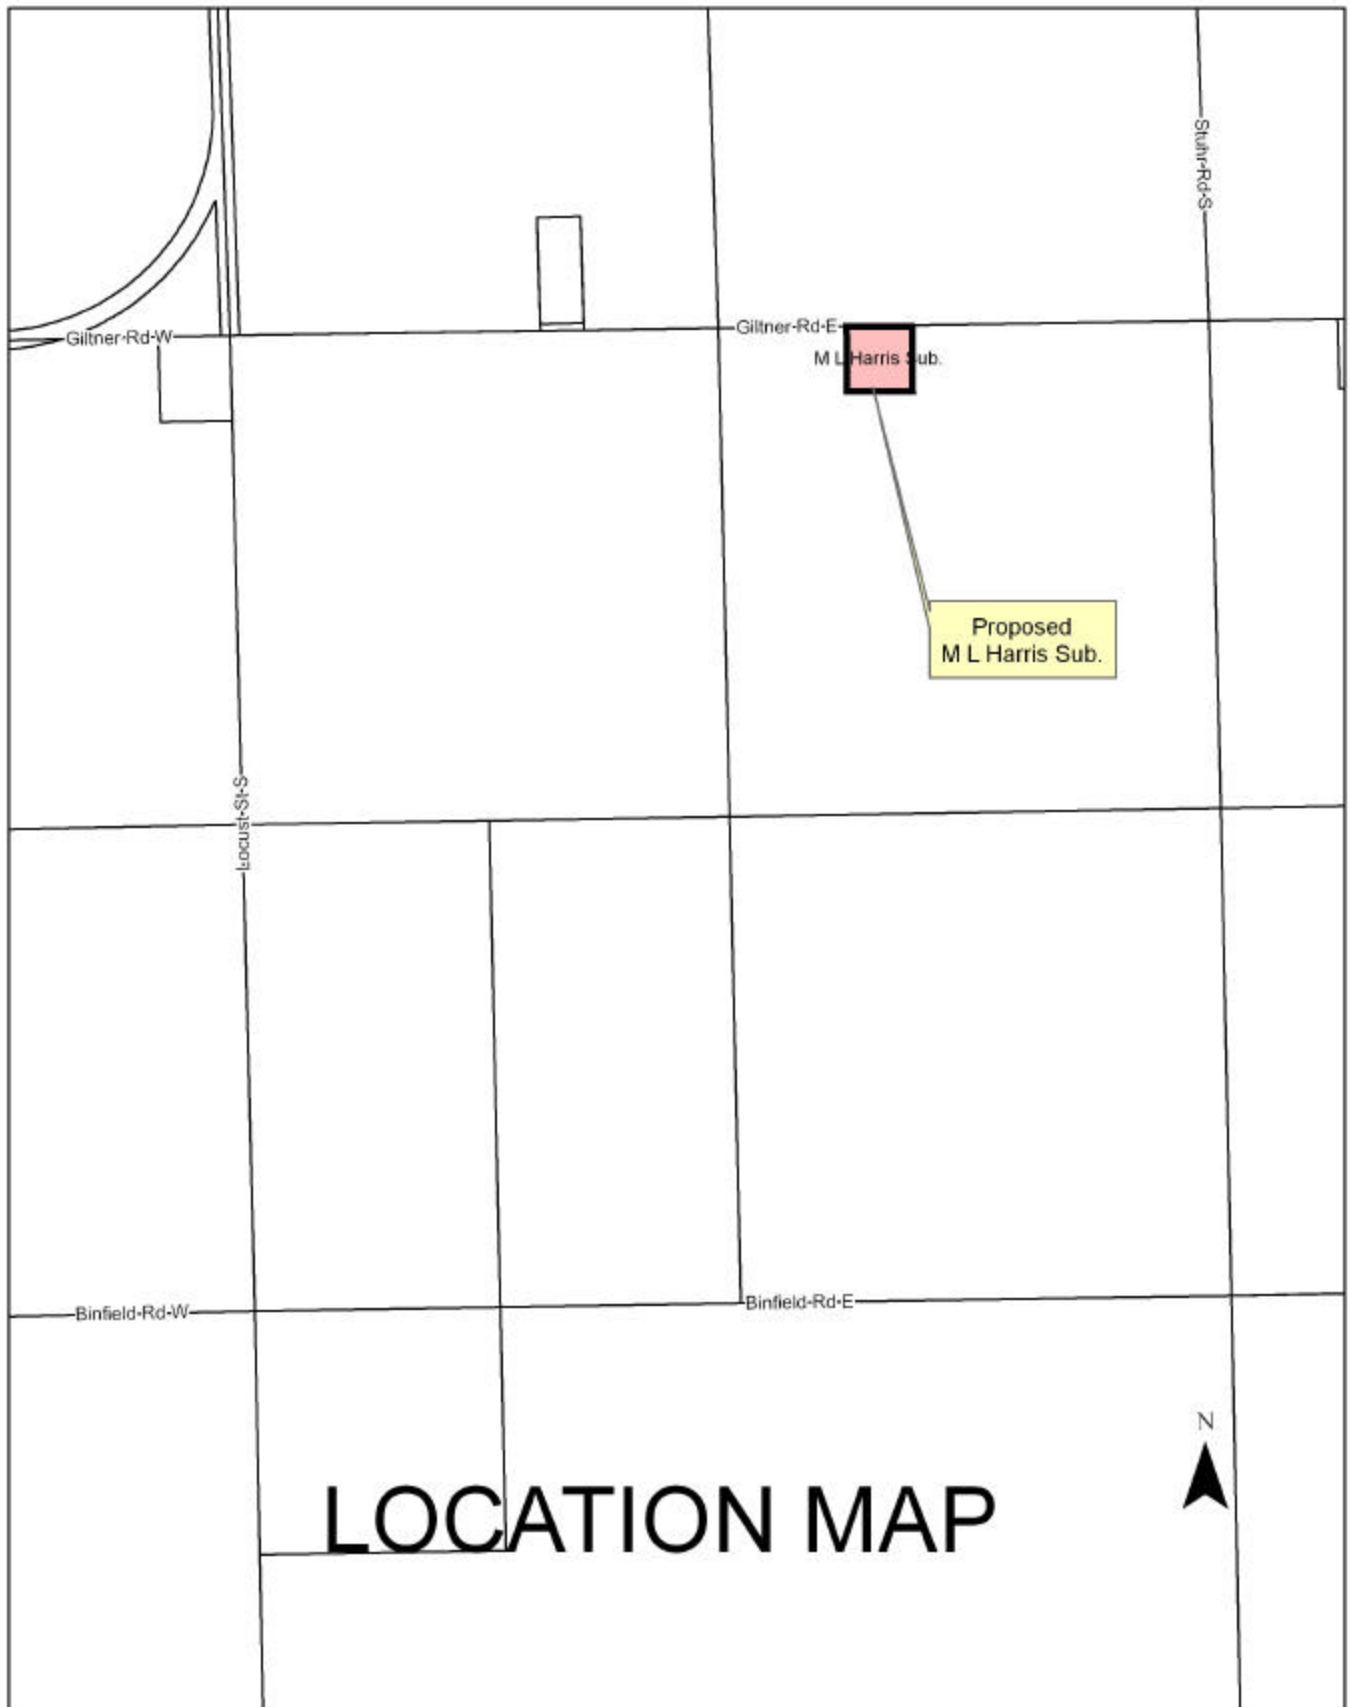 Stuhr Rd S
Giltner Rd W
Giltner Rd E
M L Harris Sub.
Proposed
M L Harris Sub.
Locust St S
Binfield Rd W
Binfield Rd E
N
LOCATION MAP